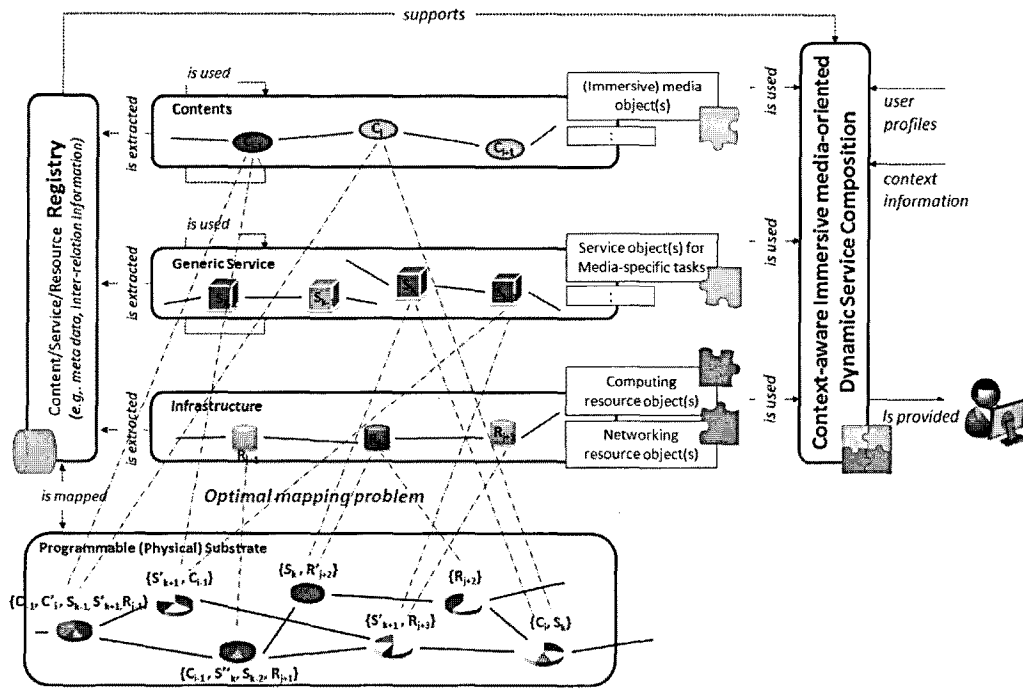 supports
is used
Contents
(Immersive) media
object(s)
is extracted
C_i
C_{i+1}
is used
user
profiles
context
information
Content/Service/Resource Registry
(e.g,. meta data, inter-relation information)
Context-aware Immersive media-oriented
Dynamic Service Composition
is used
Generic Service
Service object(s) for
Media-specific tasks
is extracted
is used
Infrastructure
Computing
resource object(s)
Networking
resource object(s)
is extracted
R_{j-1}
R_{j+1}
is used
Is provided
is mapped
Optimal mapping problem
Programmable (Physical) Substrate
{S'_{k+1}, C_{i-1}}
{S_k, R'_{j+2}}
{R_{j+2}}
{C_{i-1}, C'_i, S_{k-1}, S'_{k+1}, R_{j-1}}
{S'_{k+1}, R_{j+3}}
{C_i, S_k}
{C_{i-1}, S''_k, S_{k-2}, R_{j+1}}